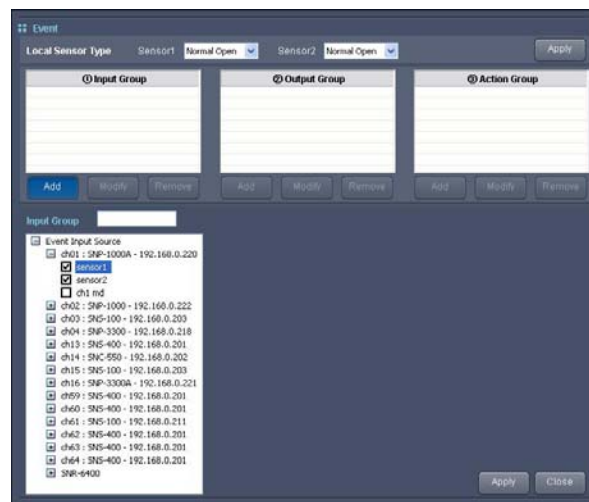 Event
Local Sensor Type Sensor1 Normal Open Sensor2 Normal Open Apply
① Input Group ② Output Group ③ Action Group
Add Modify Remove Add Modify Remove Add Modify Remove
Input Group
Event Input Source
ch01 : SNP-1000A - 192.168.0.220
sensor1
sensor2
ch1 md
ch02 : SNP-1000 - 192.168.0.222
ch03 : SNS-100 - 192.168.0.203
ch04 : SNP-3300 - 192.168.0.218
ch13 : SNS-400 - 192.168.0.201
ch14 : SNC-550 - 192.168.0.202
ch15 : SNS-100 - 192.168.0.203
ch16 : SNP-3300A - 192.168.0.221
ch59 : SNS-400 - 192.168.0.201
ch60 : SNS-400 - 192.168.0.201
ch61 : SNS-100 - 192.168.0.211
ch62 : SNS-400 - 192.168.0.201
ch63 : SNS-400 - 192.168.0.201
ch64 : SNS-400 - 192.168.0.201
SNR-6400
Apply Close